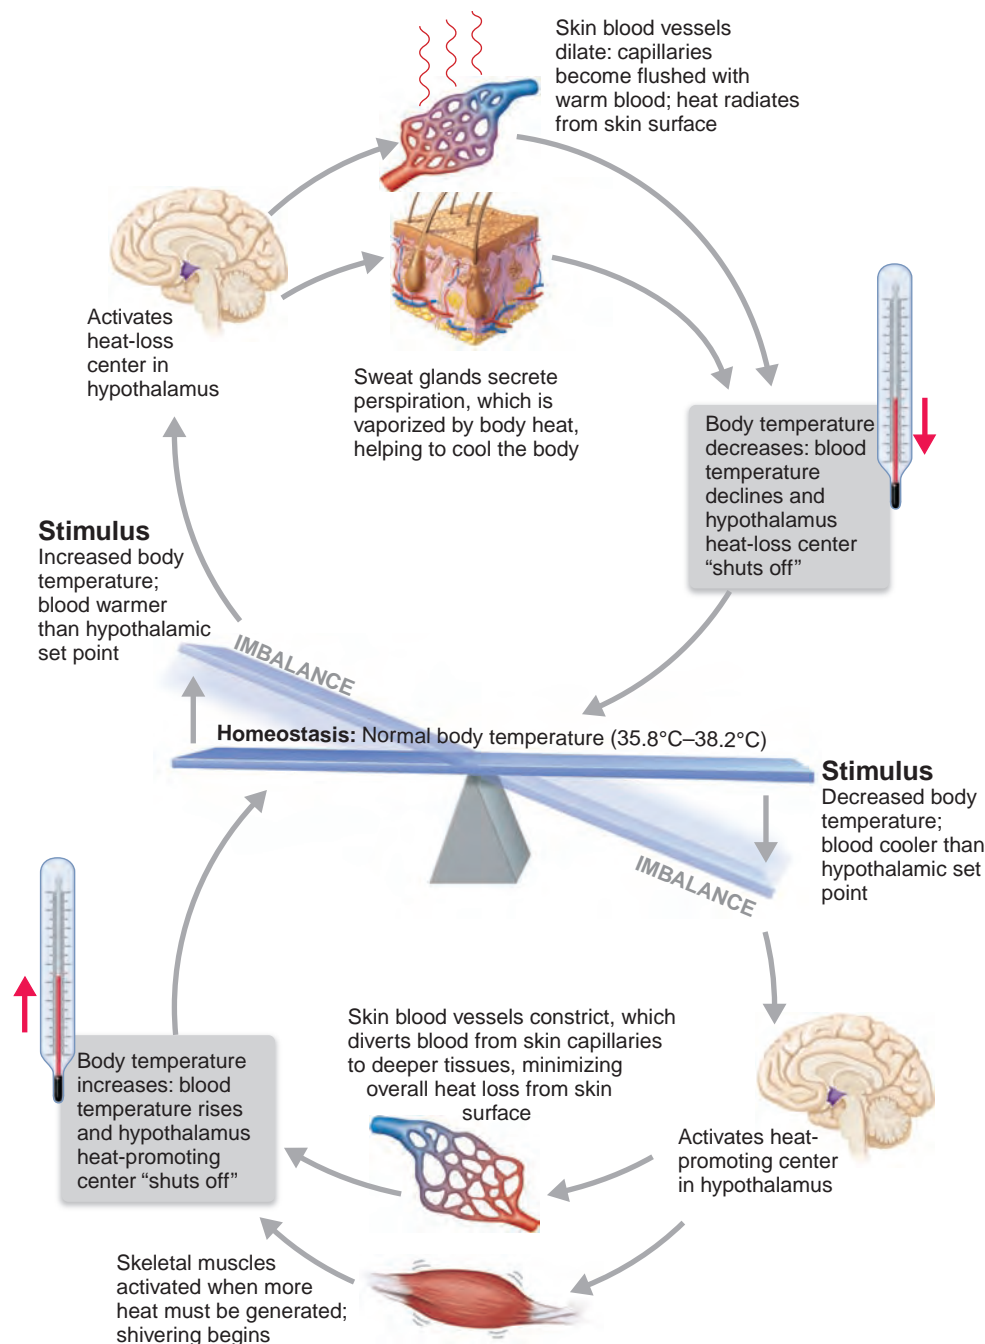 Skin blood vessels
dilate: capillaries
become flushed with
warm blood; heat radiates
from skin surface
Activates
heat-loss
center in
hypothalamus
Sweat glands secrete
perspiration, which is
vaporized by body heat,
helping to cool the body
Body temperature
decreases: blood
temperature
declines and
hypothalamus
heat-loss center
“shuts off”
Stimulus
Increased body
temperature;
blood warmer
than hypothalamic
set point
IMBALANCE
Homeostasis: Normal body temperature (35.8°C–38.2°C)
Stimulus
Decreased body
temperature;
blood cooler than
hypothalamic set
point
IMBALANCE
Skin blood vessels constrict, which
diverts blood from skin capillaries
to deeper tissues, minimizing
overall heat loss from skin
surface
Body temperature
increases: blood
temperature rises
and hypothalamus
heat-promoting
center “shuts off”
Activates heat-
promoting center
in hypothalamus
Skeletal muscles
activated when more
heat must be generated;
shivering begins